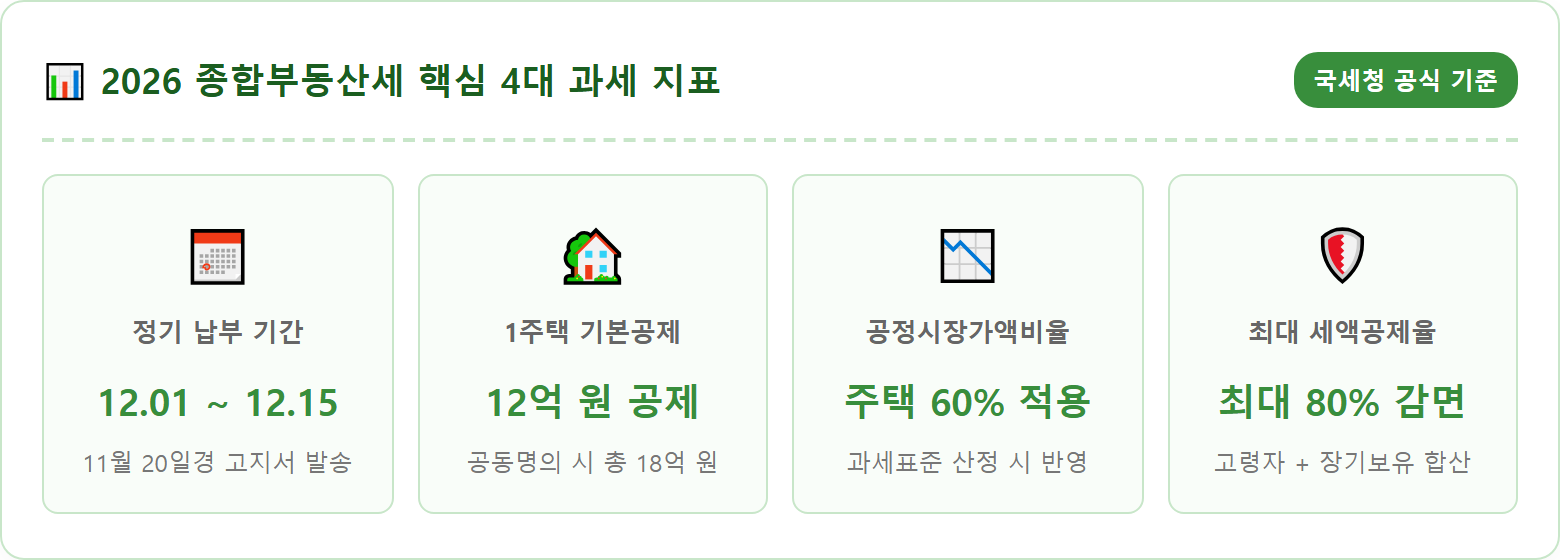 2026 종합부동산세 핵심 4대 과세 지표
국세청 공식 기준
정기 납부 기간
12.01 ~ 12.15
11월 20일경 고지서 발송
1주택 기본공제
12억 원 공제
공동명의 시 총 18억 원
공정시장가액비율
주택 60% 적용
과세표준 산정 시 반영
최대 세액공제율
최대 80% 감면
고령자 + 장기보유 합산